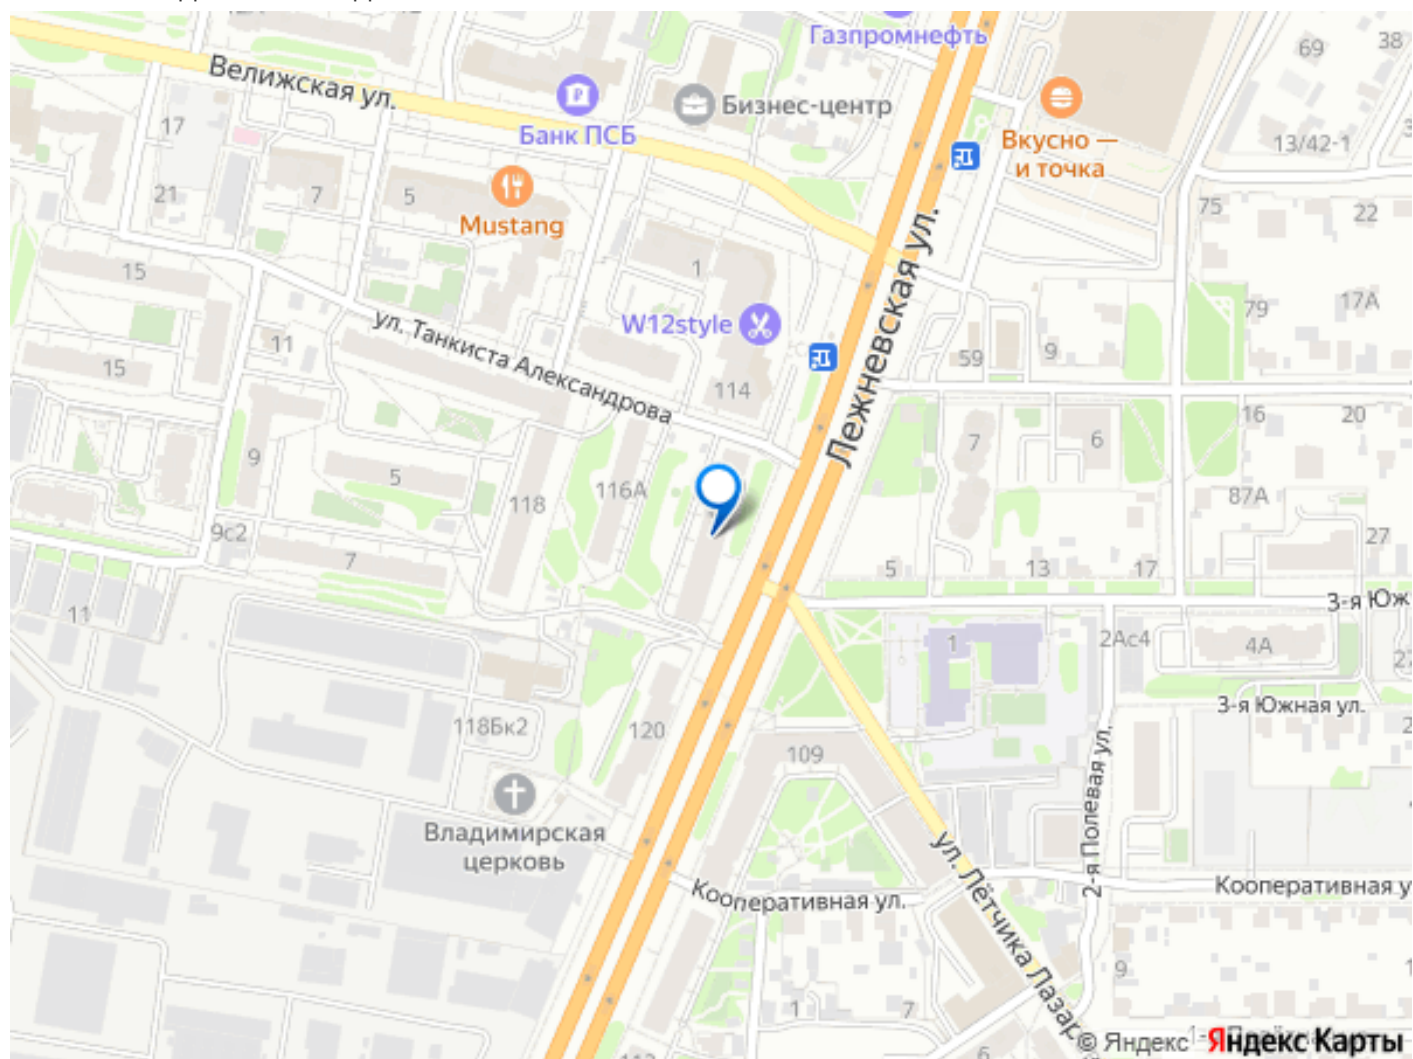 Газпромнефть
69
38
Велижская ул.
Банк ПСБ
Бизнес-центр
Вкусно —
и точка
13/42-1
17
21
7
5
Mustang
75
22
15
1
Лежневская ул.
79
17А
ул. Танкиста Александрова
W12style
11
59
9
15
114
16
20
7
6
9
5
118
116А
87А
9с2
27
7
5
13
17
11
3-я Юж
1
2Ас4
4А
3-я Южная ул.
118Бк2
120
109
2-я Полевая ул.
Владимирская
церковь
ул. Лётчика Лазар
Кооперативная ул.
Кооперативная у
9
1
7
6
© Яндекс
Яндекс Карты